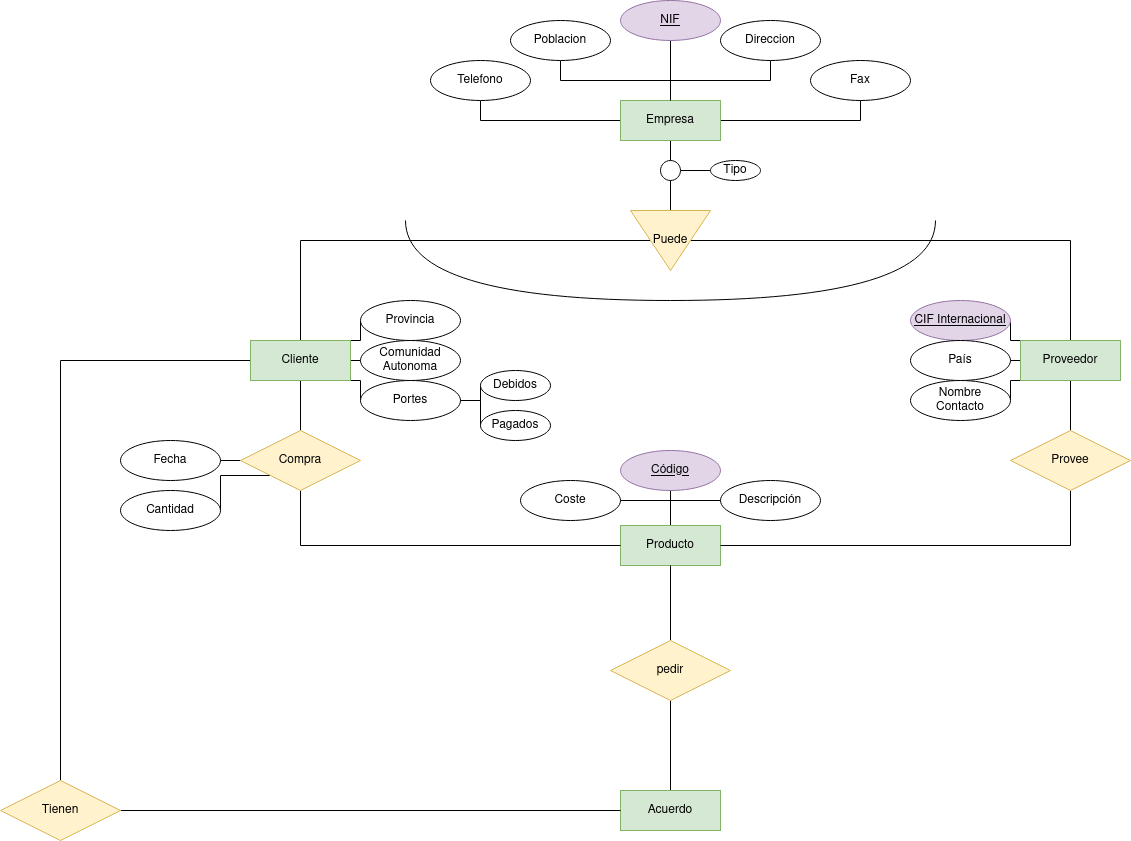 NIF
Poblacion
Direccion
Telefono
Fax
Empresa
Tipo
Puede
Provincia
CIF Internacional
Cliente
Comunidad
Autonoma
País
Proveedor
Portes
Debidos
Nombre
Contacto
Pagados
Fecha
Compra
Código
Provee
Coste
Descripción
Cantidad
Producto
pedir
Tienen
Acuerdo